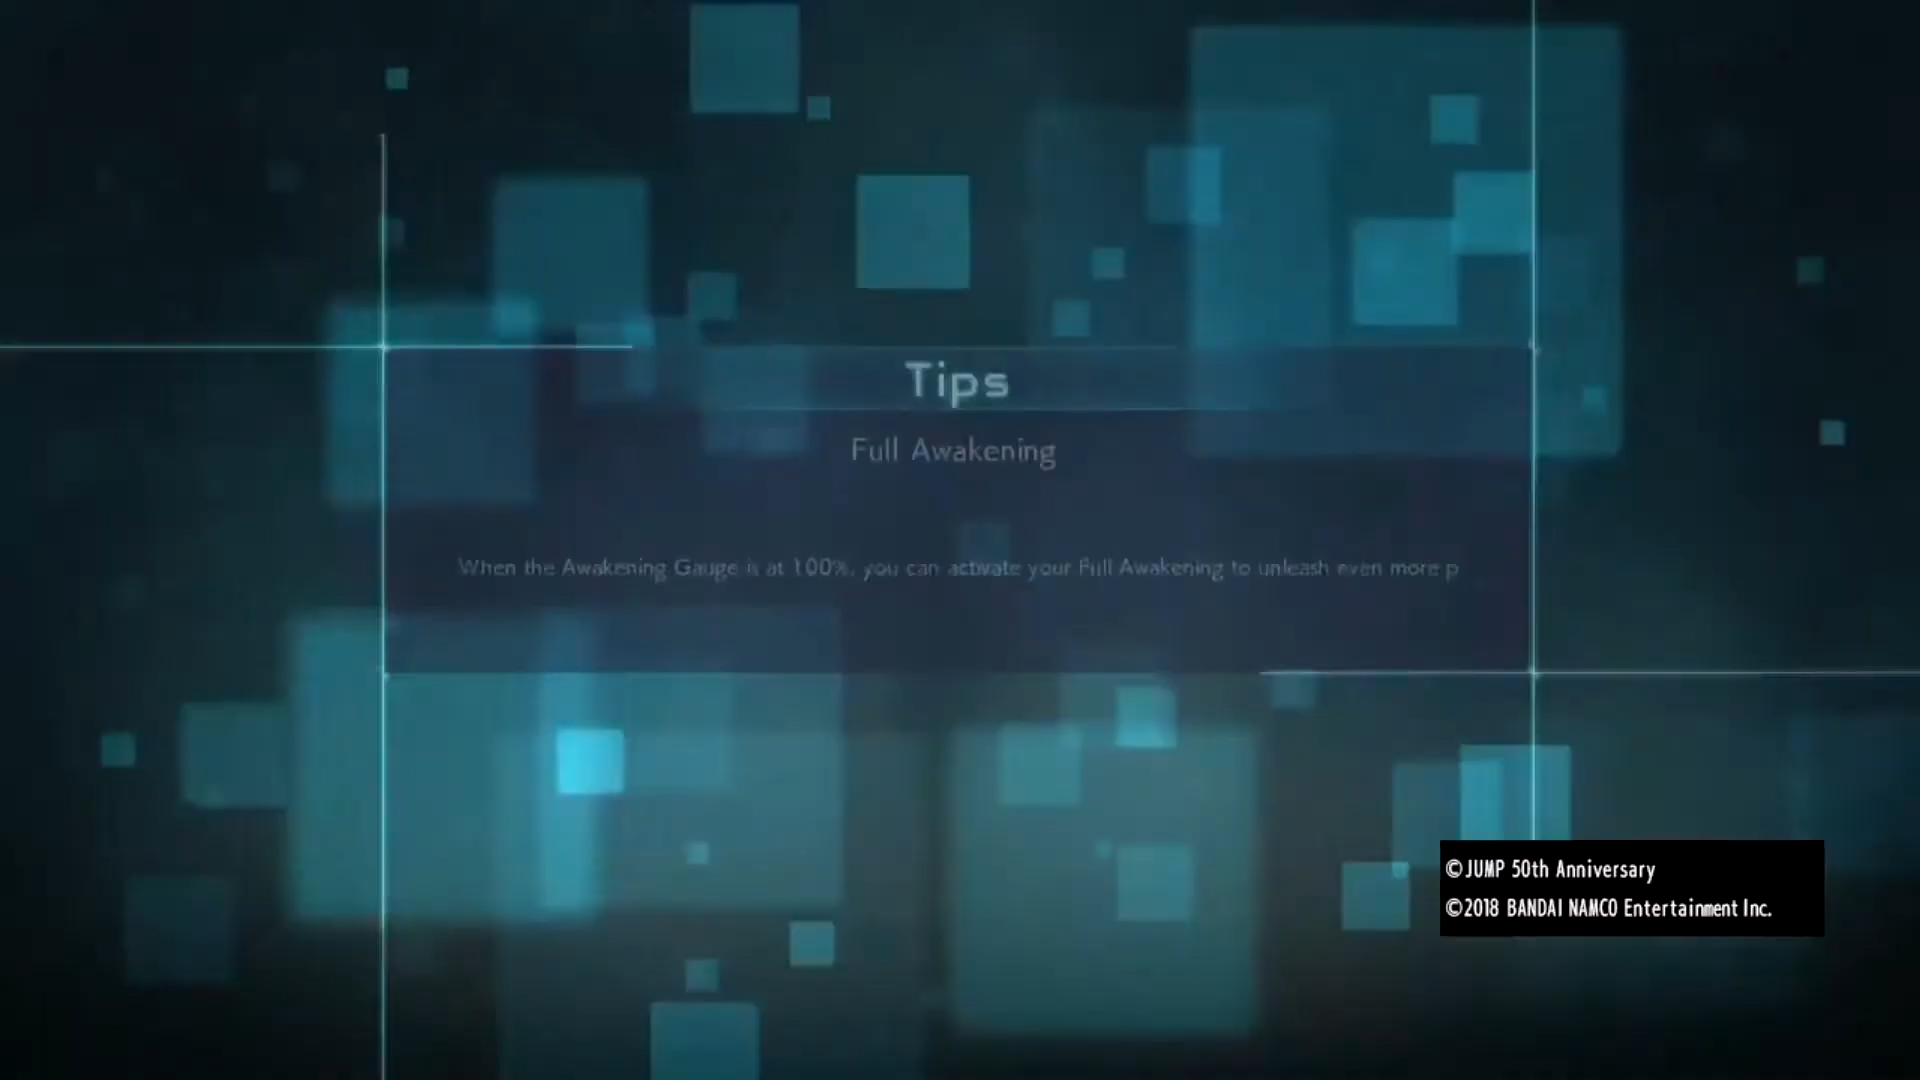 Tips
Full Awakening
When the Awakening Gauge is at 100%, you can activate your Full Awakening to unleash even more p
©JUMP 50th Anniversary
©2018 BANDAI NAMCO Entertainment Inc.